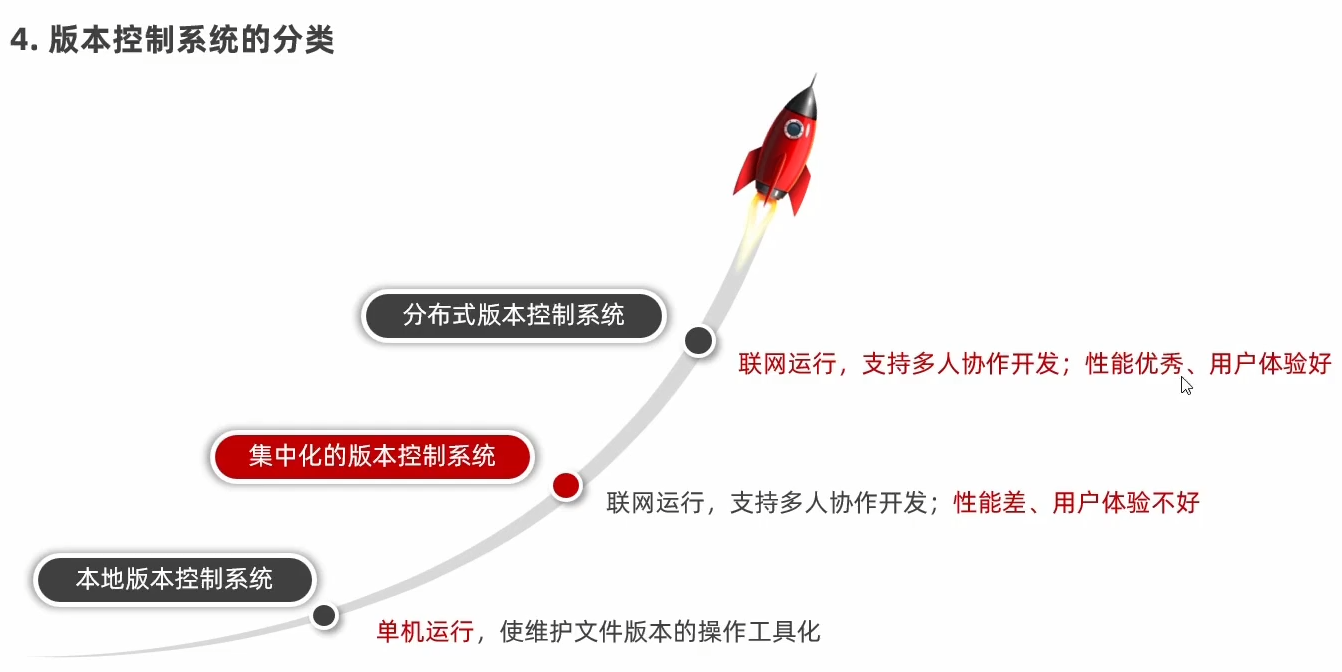 4. 版本控制系统的分类
分布式版本控制系统
联网运行，支持多人协作开发；性能优秀、用户体验好
集中化的版本控制系统
联网运行，支持多人协作开发；性能差、用户体验不好
本地版本控制系统
单机运行，使维护文件版本的操作工具化